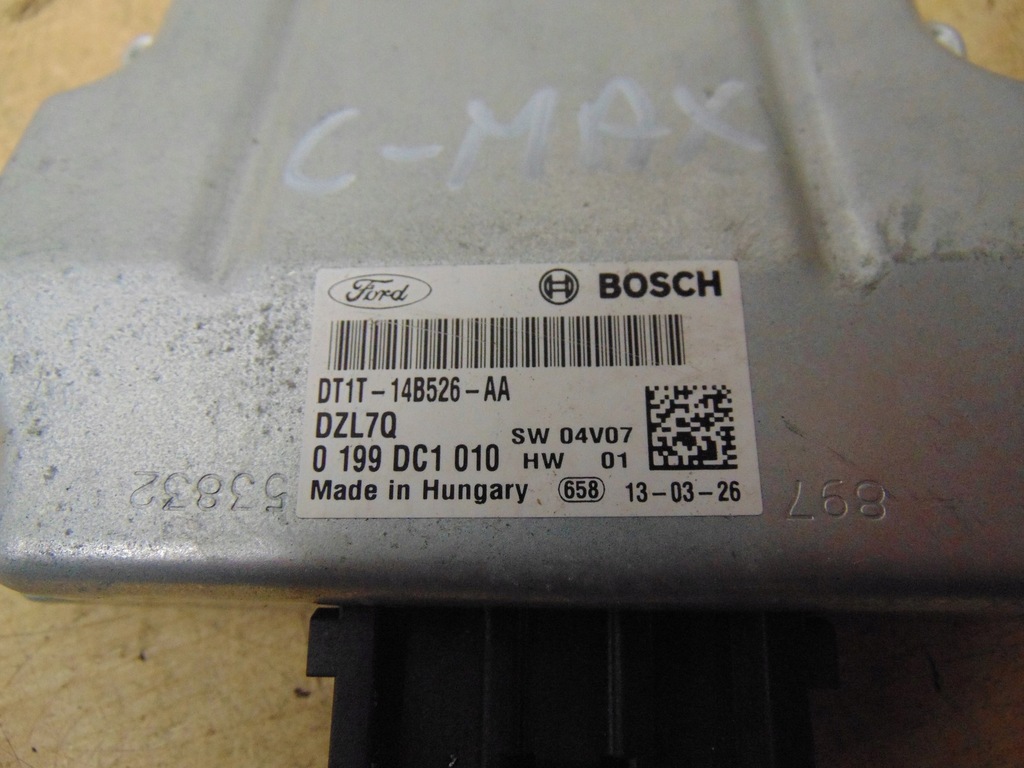 C-MAX
Ford BOSCH
DT1T-14B526-AA
DZL7Q
SW 04V07
0 199 DC1 010 HW 01
Made in Hungary 658 13-03-26
53832 897